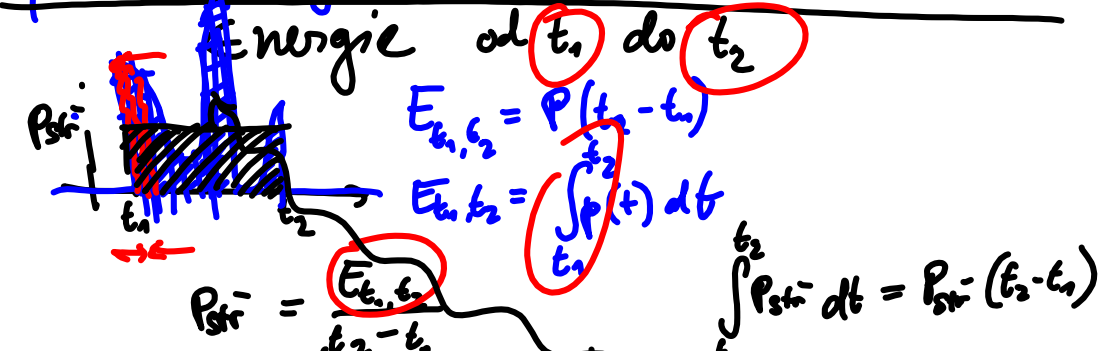 Energie od t₁ do t₂
E_{t₁,t₂} = P (t₂ - t₁)
P_{stř}
E_{t₁,t₂} = ∫_{t₁}^{t₂} p(t) dt
t₁ t₂
P_{stř} = E_{t₁,t₂} / t₂ - t₁
∫_{t₁}^{t₂} P_{stř} dt = P_{stř} (t₂ - t₁)